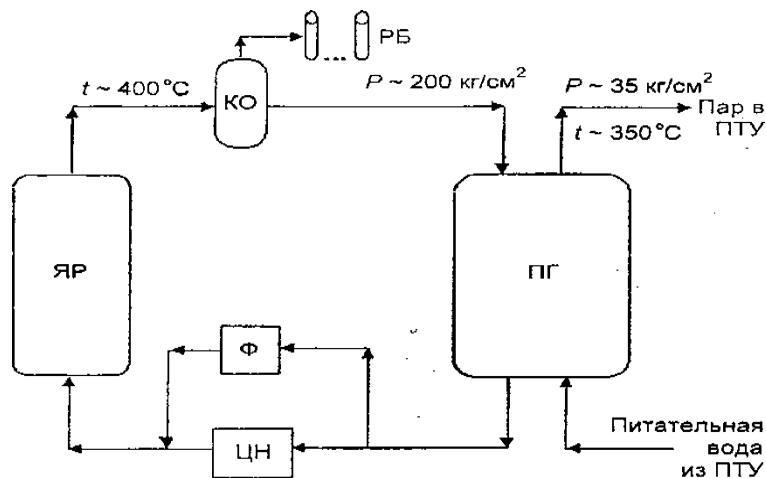 РБ
t ~ 400 °C
КО
P ~ 200 кг/см²
P ~ 35 кг/см²
t ~ 350 °C
Пар в
ПТУ
ЯР
ПГ
Ф
ЦН
Питательная
вода
из ПТУ